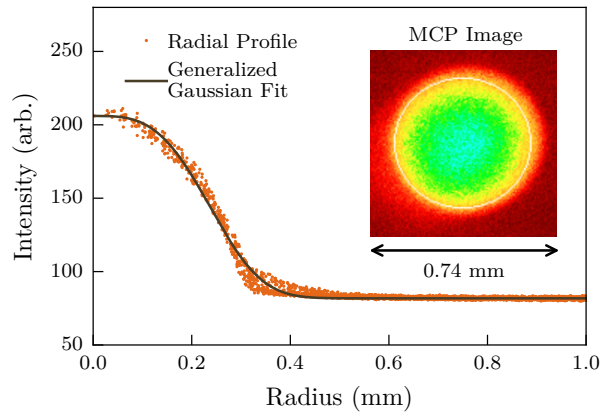 Radial Profile
Generalized
Gaussian Fit
MCP Image
0.74 mm
Intensity (arb.)
250
200
150
100
50
0.0 0.2 0.4 0.6 0.8 1.0
Radius (mm)